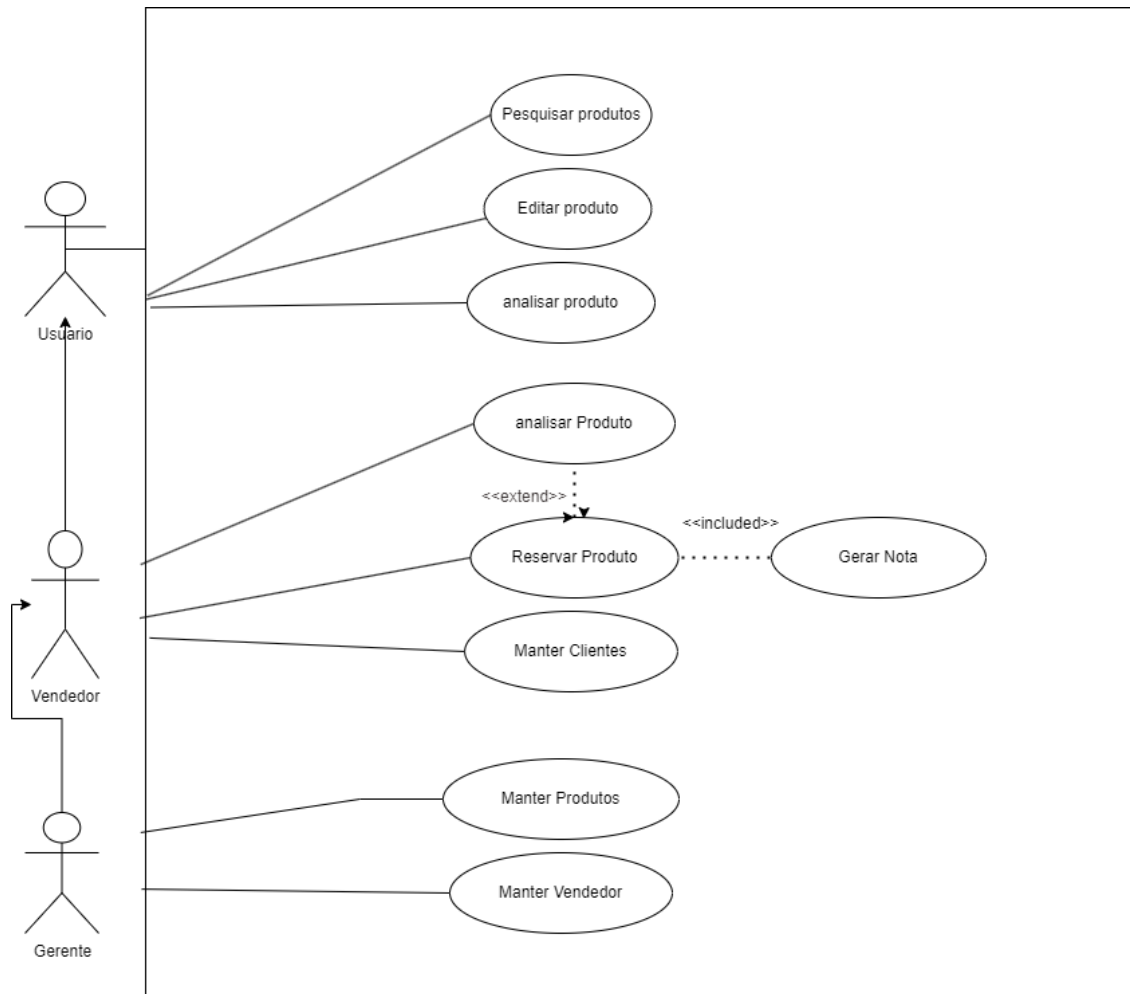 Pesquisar produtos
Editar produto
analisar produto
Usuario
analisar Produto
<<extend>>
<<included>>
Reservar Produto
Gerar Nota
Manter Clientes
Vendedor
Manter Produtos
Manter Vendedor
Gerente